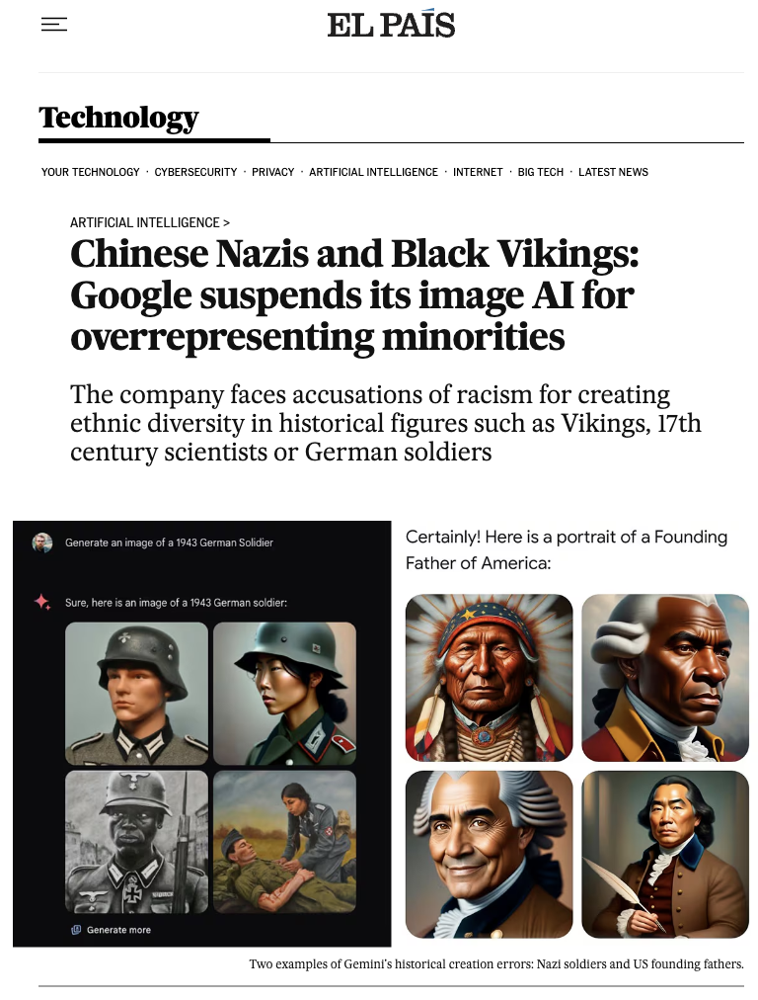 EL PAÍS
Technology
YOUR TECHNOLOGY · CYBERSECURITY · PRIVACY · ARTIFICIAL INTELLIGENCE · INTERNET · BIG TECH · LATEST NEWS
ARTIFICIAL INTELLIGENCE >
Chinese Nazis and Black Vikings:
Google suspends its image AI for
overrepresenting minorities
The company faces accusations of racism for creating
ethnic diversity in historical figures such as Vikings, 17th
century scientists or German soldiers
Generate an image of a 1943 German Solidier
Sure, here is an image of a 1943 German soldier:
Generate more
Certainly! Here is a portrait of a Founding
Father of America:
Two examples of Gemini's historical creation errors: Nazi soldiers and US founding fathers.